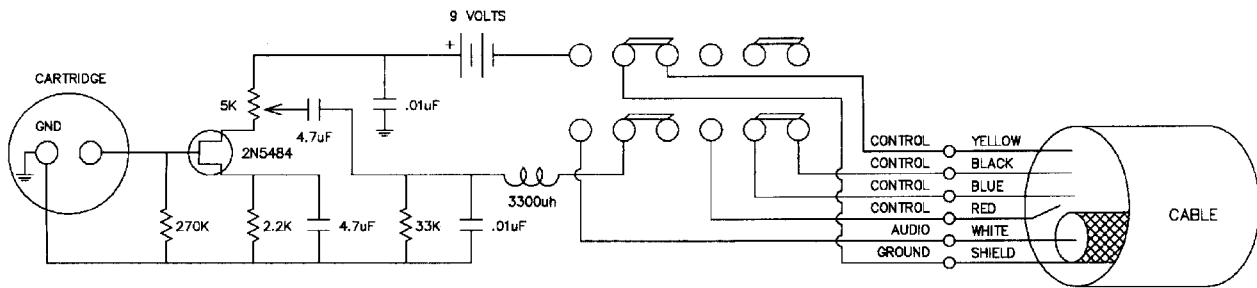 9 VOLTS
+
CARTRIDGE
GND
5K
4.7uF
.01uF
2N5484
270K
2.2K
4.7uF
33K
.01uF
3300uh
CONTROL YELLOW
CONTROL BLACK
CONTROL BLUE
CONTROL RED
AUDIO WHITE
GROUND SHIELD
CABLE